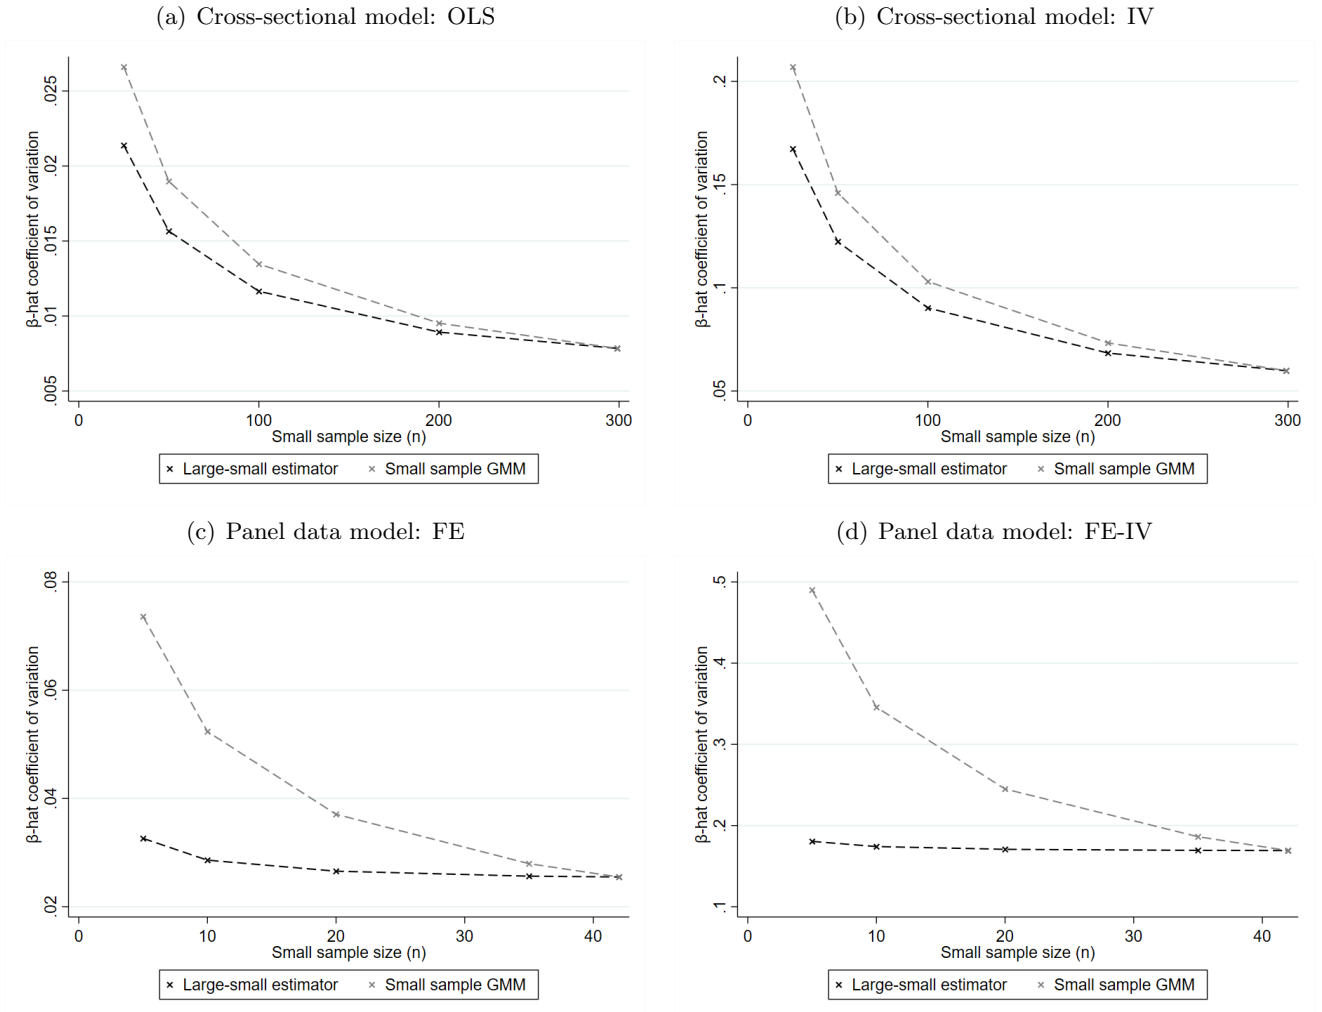 (a) Cross-sectional model: OLS
β-hat coefficient of variation
.005 .01 .015 .02 .025
0 100 200 300
Small sample size (n)
Large-small estimator Small sample GMM
(b) Cross-sectional model: IV
β-hat coefficient of variation
.05 .1 .15 .2
0 100 200 300
Small sample size (n)
Large-small estimator Small sample GMM
(c) Panel data model: FE
β-hat coefficient of variation
.02 .04 .06 .08
0 10 20 30 40
Small sample size (n)
Large-small estimator Small sample GMM
(d) Panel data model: FE-IV
β-hat coefficient of variation
.1 .2 .3 .4 .5
0 10 20 30 40
Small sample size (n)
Large-small estimator Small sample GMM